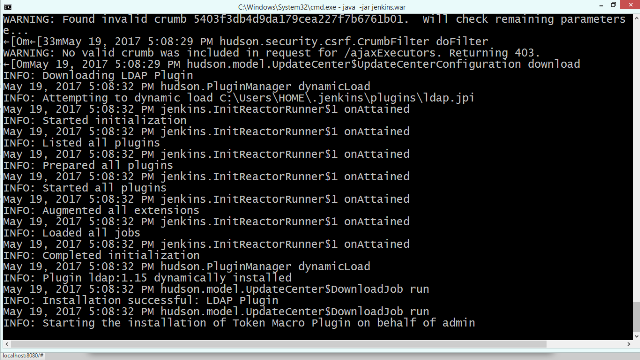 C:\Windows\System32\cmd.exe - java -jar jenkins.war
WARNING: Found invalid crumb 5403f3db4d9da179cea227f7b6761b01.  Will check remaining parameters
e...
←[0m←[33mMay 19, 2017 5:08:29 PM hudson.security.csrf.CrumbFilter doFilter
WARNING: No valid crumb was included in request for /ajaxExecutors. Returning 403.
←[0mMay 19, 2017 5:08:29 PM hudson.model.UpdateCenter$UpdateCenterConfiguration download
INFO: Downloading LDAP Plugin
May 19, 2017 5:08:32 PM hudson.PluginManager dynamicLoad
INFO: Attempting to dynamic load C:\Users\HOME\.jenkins\plugins\ldap.jpi
May 19, 2017 5:08:32 PM jenkins.InitReactorRunner$1 onAttained
INFO: Started initialization
May 19, 2017 5:08:32 PM jenkins.InitReactorRunner$1 onAttained
INFO: Listed all plugins
May 19, 2017 5:08:32 PM jenkins.InitReactorRunner$1 onAttained
INFO: Prepared all plugins
May 19, 2017 5:08:32 PM jenkins.InitReactorRunner$1 onAttained
INFO: Started all plugins
May 19, 2017 5:08:32 PM jenkins.InitReactorRunner$1 onAttained
INFO: Augmented all extensions
May 19, 2017 5:08:32 PM jenkins.InitReactorRunner$1 onAttained
INFO: Loaded all jobs
May 19, 2017 5:08:32 PM jenkins.InitReactorRunner$1 onAttained
INFO: Completed initialization
May 19, 2017 5:08:32 PM hudson.PluginManager dynamicLoad
INFO: Plugin ldap:1.15 dynamically installed
May 19, 2017 5:08:32 PM hudson.model.UpdateCenter$DownloadJob run
INFO: Installation successful: LDAP Plugin
May 19, 2017 5:08:32 PM hudson.model.UpdateCenter$DownloadJob run
INFO: Starting the installation of Token Macro Plugin on behalf of admin
localhost:8080/#